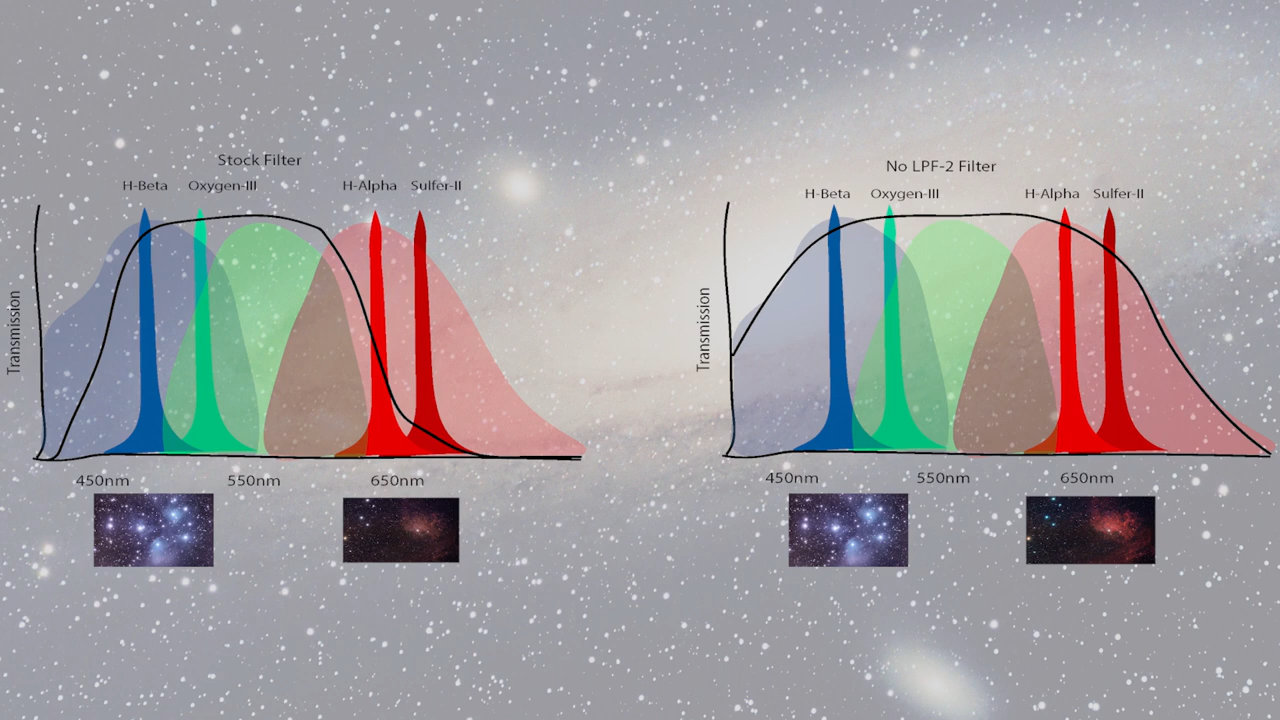 Stock Filter
H-Beta Oxygen-III H-Alpha Sulfer-II
Transmission
450nm 550nm 650nm
No LPF-2 Filter
H-Beta Oxygen-III H-Alpha Sulfer-II
Transmission
450nm 550nm 650nm